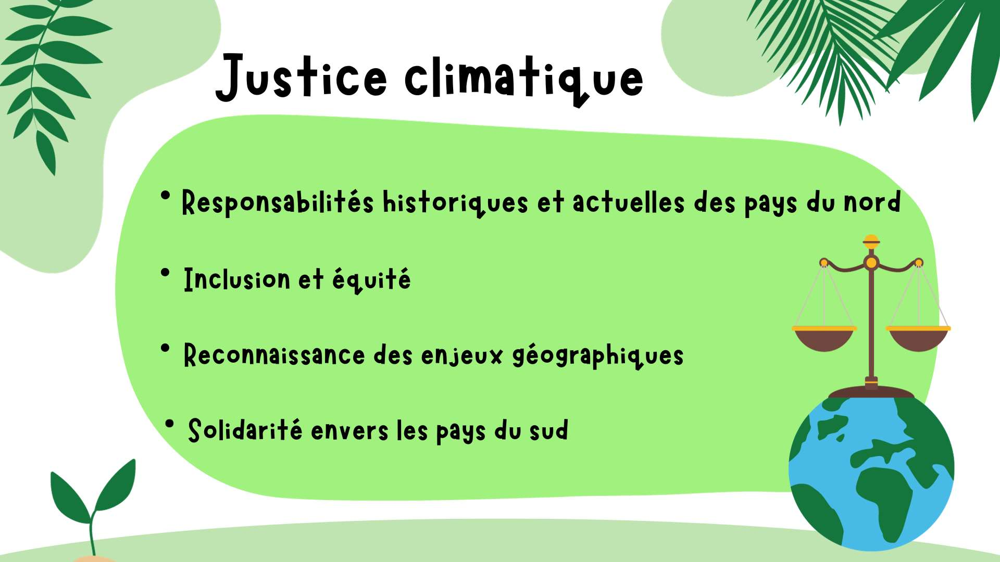 Justice climatique
• Responsabilités historiques et actuelles des pays du nord
• Inclusion et équité
• Reconnaissance des enjeux géographiques
• Solidarité envers les pays du sud